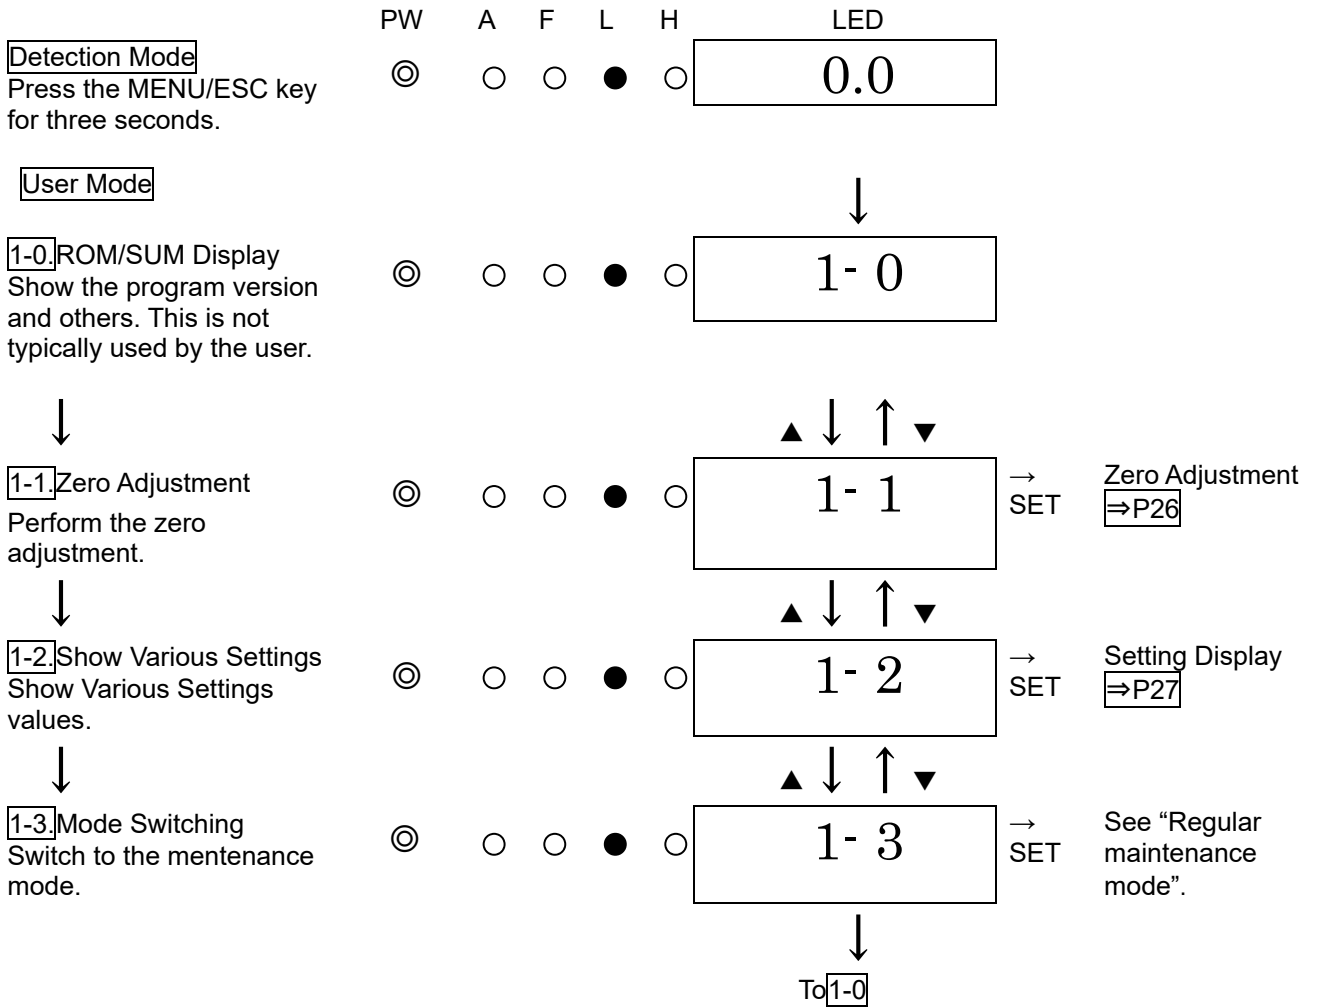 PW A F L H LED
Detection Mode
Press the MENU/ESC key
for three seconds.
◎ ○ ○ ● ○ 0.0
User Mode
↓
1-0.ROM/SUM Display
Show the program version
and others. This is not
typically used by the user.
◎ ○ ○ ● ○ 1- 0
↓ ▲ ↓ ↑ ▼
1-1.Zero Adjustment
Perform the zero
adjustment.
◎ ○ ○ ● ○ 1- 1
→
SET
Zero Adjustment
⇒P26
↓ ▲ ↓ ↑ ▼
1-2.Show Various Settings
Show Various Settings
values.
◎ ○ ○ ● ○ 1- 2
→
SET
Setting Display
⇒P27
↓ ▲ ↓ ↑ ▼
1-3.Mode Switching
Switch to the mentenance
mode.
◎ ○ ○ ● ○ 1- 3
→
SET
See “Regular
maintenance
mode”.
↓
To1-0